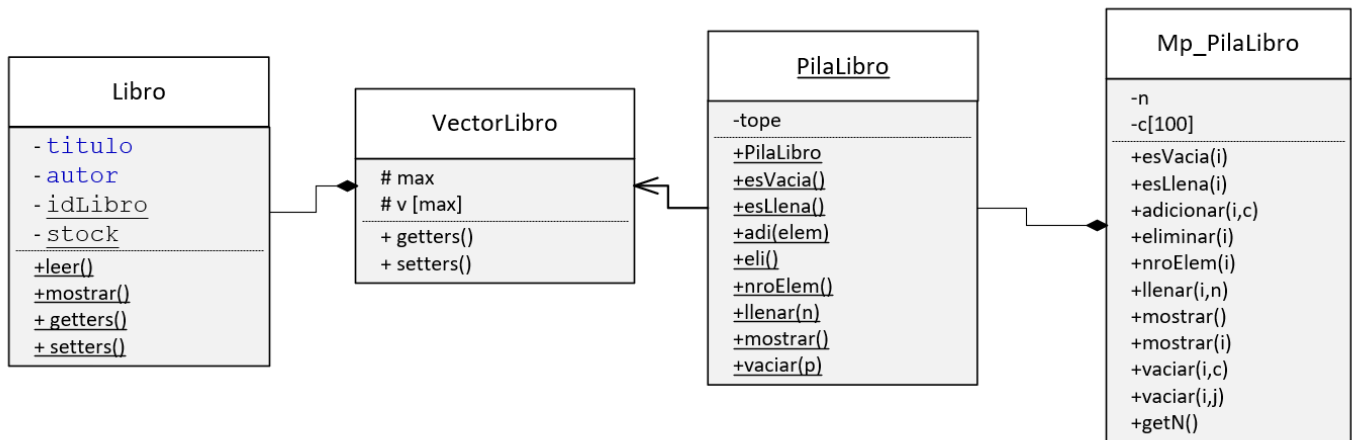 Libro
- titulo
- autor
- idLibro
- stock
+leer()
+mostrar()
+ getters()
+ setters()
VectorLibro
# max
# v [max]
+ getters()
+ setters()
PilaLibro
-tope
+PilaLibro
+esVacia()
+esLlena()
+adi(elem)
+eli()
+nroElem()
+llenar(n)
+mostrar()
+vaciar(p)
Mp_PilaLibro
-n
-c[100]
+esVacia(i)
+esLlena(i)
+adicionar(i,c)
+eliminar(i)
+nroElem(i)
+llenar(i,n)
+mostrar()
+mostrar(i)
+vaciar(i,c)
+vaciar(i,j)
+getN()